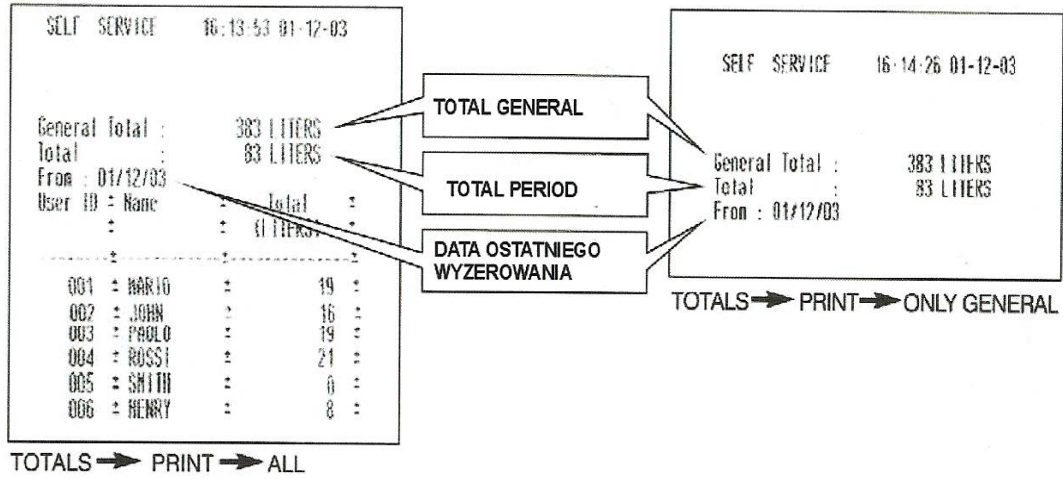 SELF SERVICE 16:13:53 01-12-03
General Total : 383 LITERS
Total : 83 LITERS
From : 01/12/03
User ID ± Name ± Total ±
± ± (LITERS) ±
--------±------------±----------------±
001 ± MARIO ± 19 ±
002 ± JOHN ± 16 ±
003 ± PAOLO ± 19 ±
004 ± ROSSI ± 21 ±
005 ± SMITH ± 0 ±
006 ± HENRY ± 8 ±
TOTALS → PRINT → ALL
TOTAL GENERAL
TOTAL PERIOD
DATA OSTATNIEGO
WYZEROWANIA
SELF SERVICE 16:14:26 01-12-03
General Total : 383 LITERS
Total : 83 LITERS
From : 01/12/03
TOTALS → PRINT → ONLY GENERAL